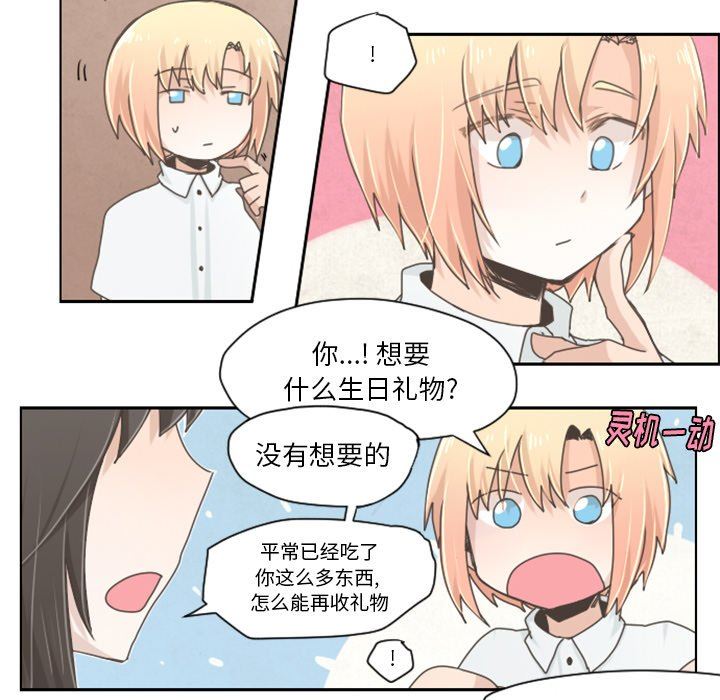 !
你...! 想要
什么生日礼物?
灵机一动
没有想要的
平常已经吃了
你这么多东西,
怎么能再收礼物
!